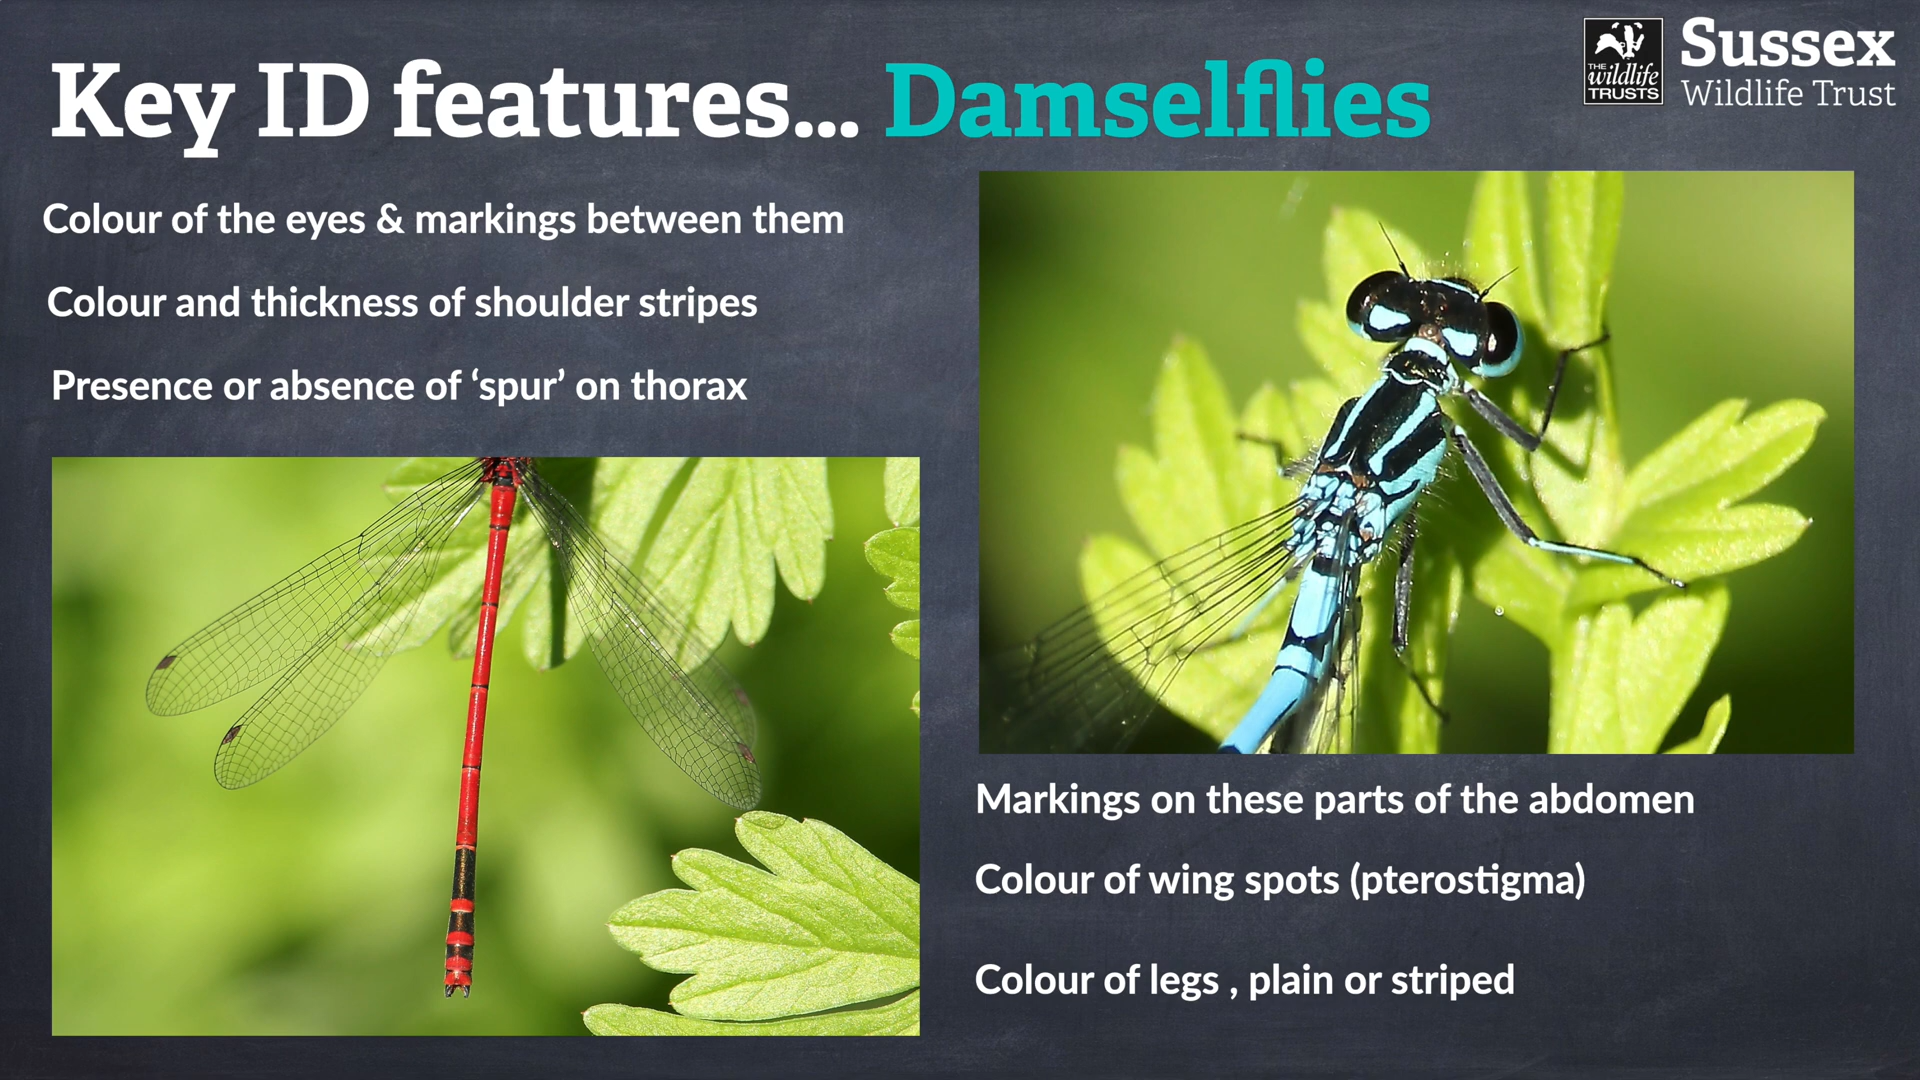 Key ID features... Damselflies
THE
wildlife
TRUSTS
Sussex
Wildlife Trust
Colour of the eyes & markings between them
Colour and thickness of shoulder stripes
Presence or absence of ‘spur’ on thorax
Markings on these parts of the abdomen
Colour of wing spots (pterostigma)
Colour of legs , plain or striped